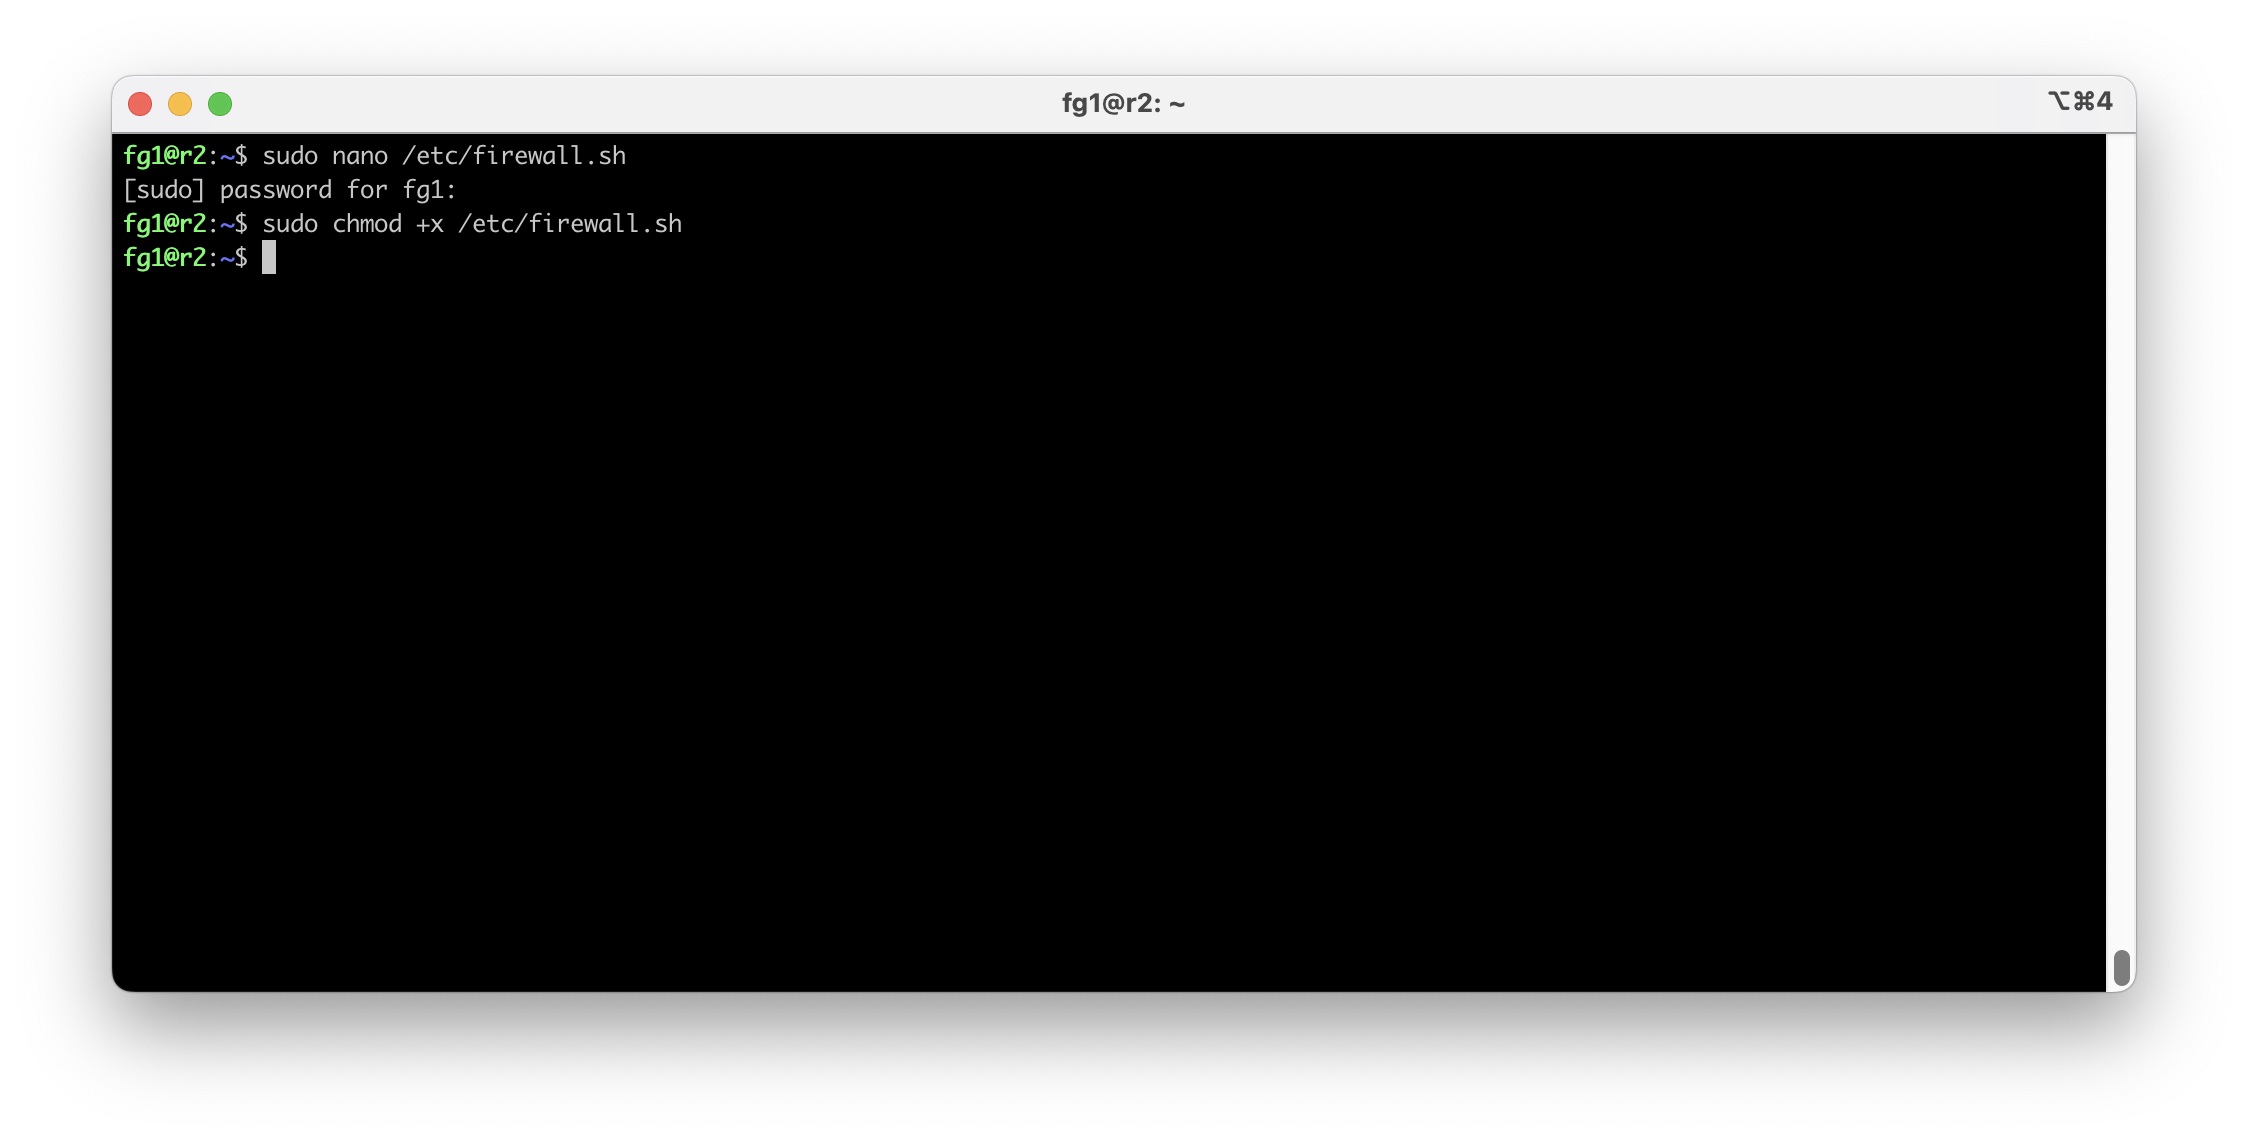 fg1@r2: ~
⌥⌘4
fg1@r2:~$ sudo nano /etc/firewall.sh
[sudo] password for fg1:
fg1@r2:~$ sudo chmod +x /etc/firewall.sh
fg1@r2:~$